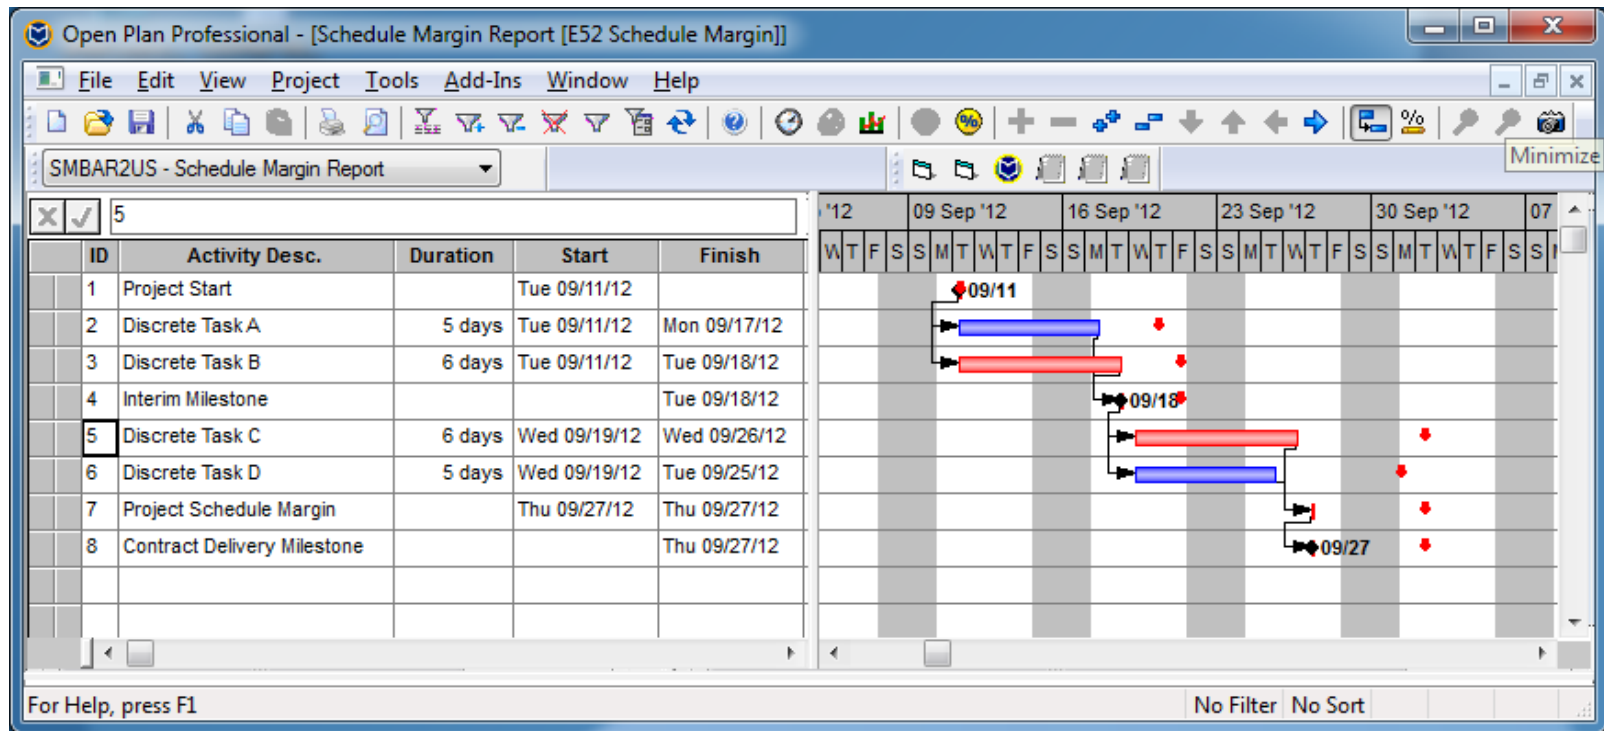 Open Plan Professional - [Schedule Margin Report [E52 Schedule Margin]]
File Edit View Project Tools Add-Ins Window Help
SMBAR2US - Schedule Margin Report
Minimize
5
'12 09 Sep '12 16 Sep '12 23 Sep '12 30 Sep '12 07
ID Activity Desc. Duration Start Finish
W T F S S M T W T F S S M T W T F S S M T W T F S S M T W T F S S
1 Project Start Tue 09/11/12 09/11
2 Discrete Task A 5 days Tue 09/11/12 Mon 09/17/12
3 Discrete Task B 6 days Tue 09/11/12 Tue 09/18/12
4 Interim Milestone Tue 09/18/12 09/18
5 Discrete Task C 6 days Wed 09/19/12 Wed 09/26/12
6 Discrete Task D 5 days Wed 09/19/12 Tue 09/25/12
7 Project Schedule Margin Thu 09/27/12 Thu 09/27/12
8 Contract Delivery Milestone Thu 09/27/12 09/27
For Help, press F1 No Filter No Sort